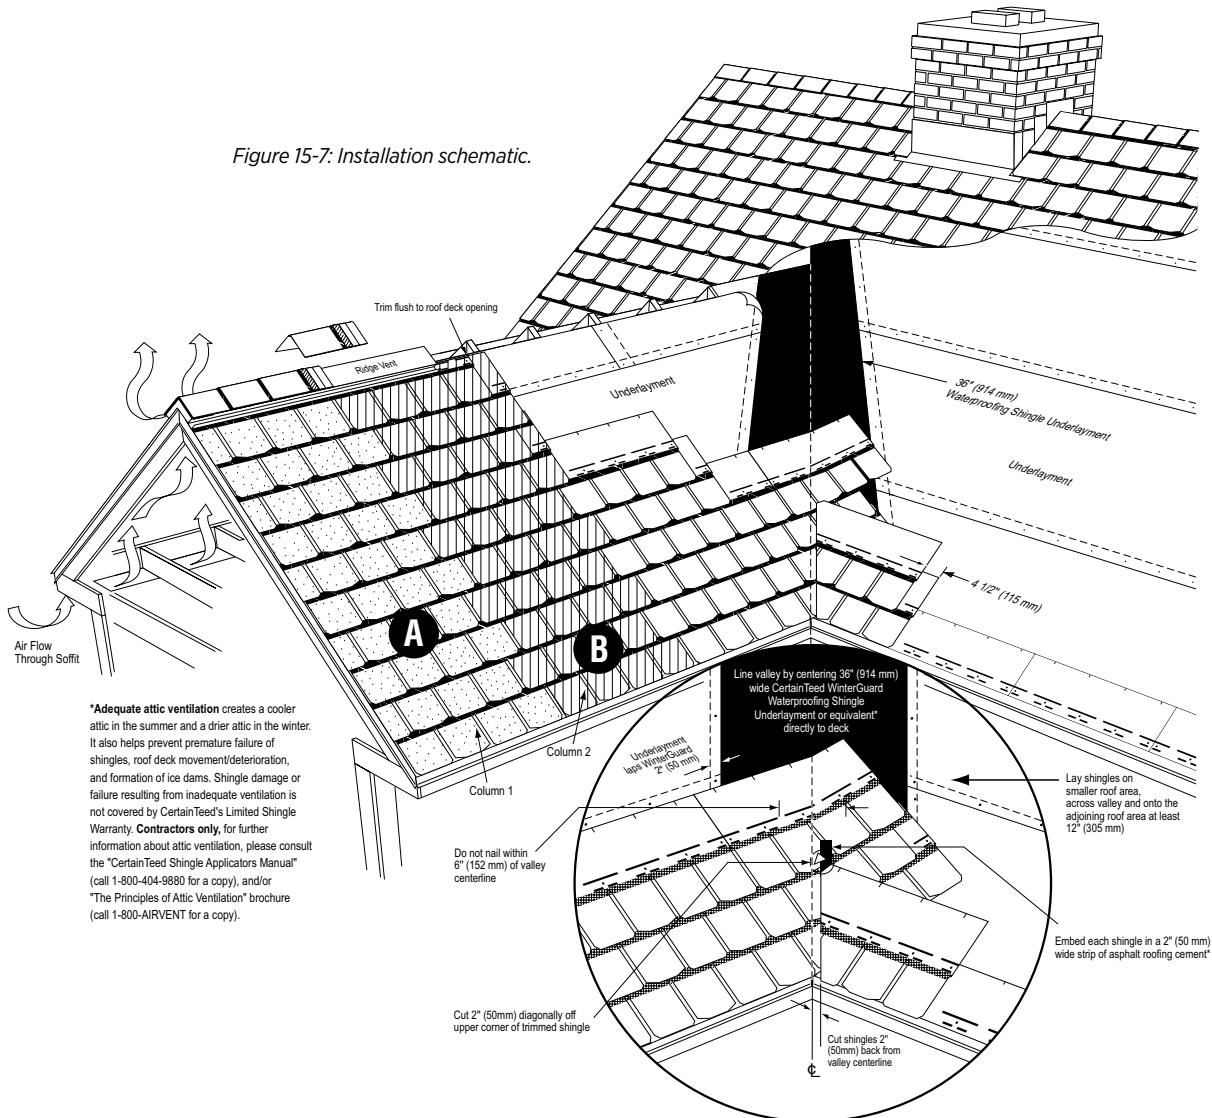 Figure 15-7: Installation schematic.
Trim flush to roof deck opening
Ridge Vent
Underlayment
36" (914 mm)
Waterproofing Shingle Underlayment
Underlayment
4 1/2" (115 mm)
A
B
Air Flow
Through Soffit
Column 2
Column 1
*Adequate attic ventilation creates a cooler
attic in the summer and a drier attic in the winter.
It also helps prevent premature failure of
shingles, roof deck movement/deterioration,
and formation of ice dams. Shingle damage or
failure resulting from inadequate ventilation is
not covered by CertainTeed's Limited Shingle
Warranty. Contractors only, for further
information about attic ventilation, please consult
the "CertainTeed Shingle Applicators Manual"
(call 1-800-404-9880 for a copy), and/or
"The Principles of Attic Ventilation" brochure
(call 1-800-AIRVENT for a copy).
Line valley by centering 36" (914 mm)
wide CertainTeed WinterGuard
Waterproofing Shingle
Underlayment or equivalent*
directly to deck
Underlayment
laps WinterGuard
2" (50 mm)
Lay shingles on
smaller roof area,
across valley and onto the
adjoining roof area at least
12" (305 mm)
Do not nail within
6" (152 mm) of valley
centerline
Embed each shingle in a 2" (50 mm)
wide strip of asphalt roofing cement*
Cut 2" (50mm) diagonally off
upper corner of trimmed shingle
Cut shingles 2"
(50mm) back from
valley centerline
℄